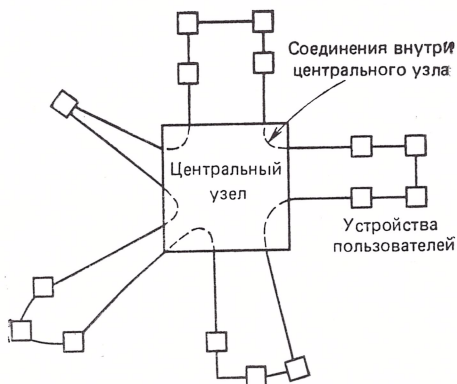 Соединения внутри
центрального узла
Центральный
узел
Устройства
пользователей